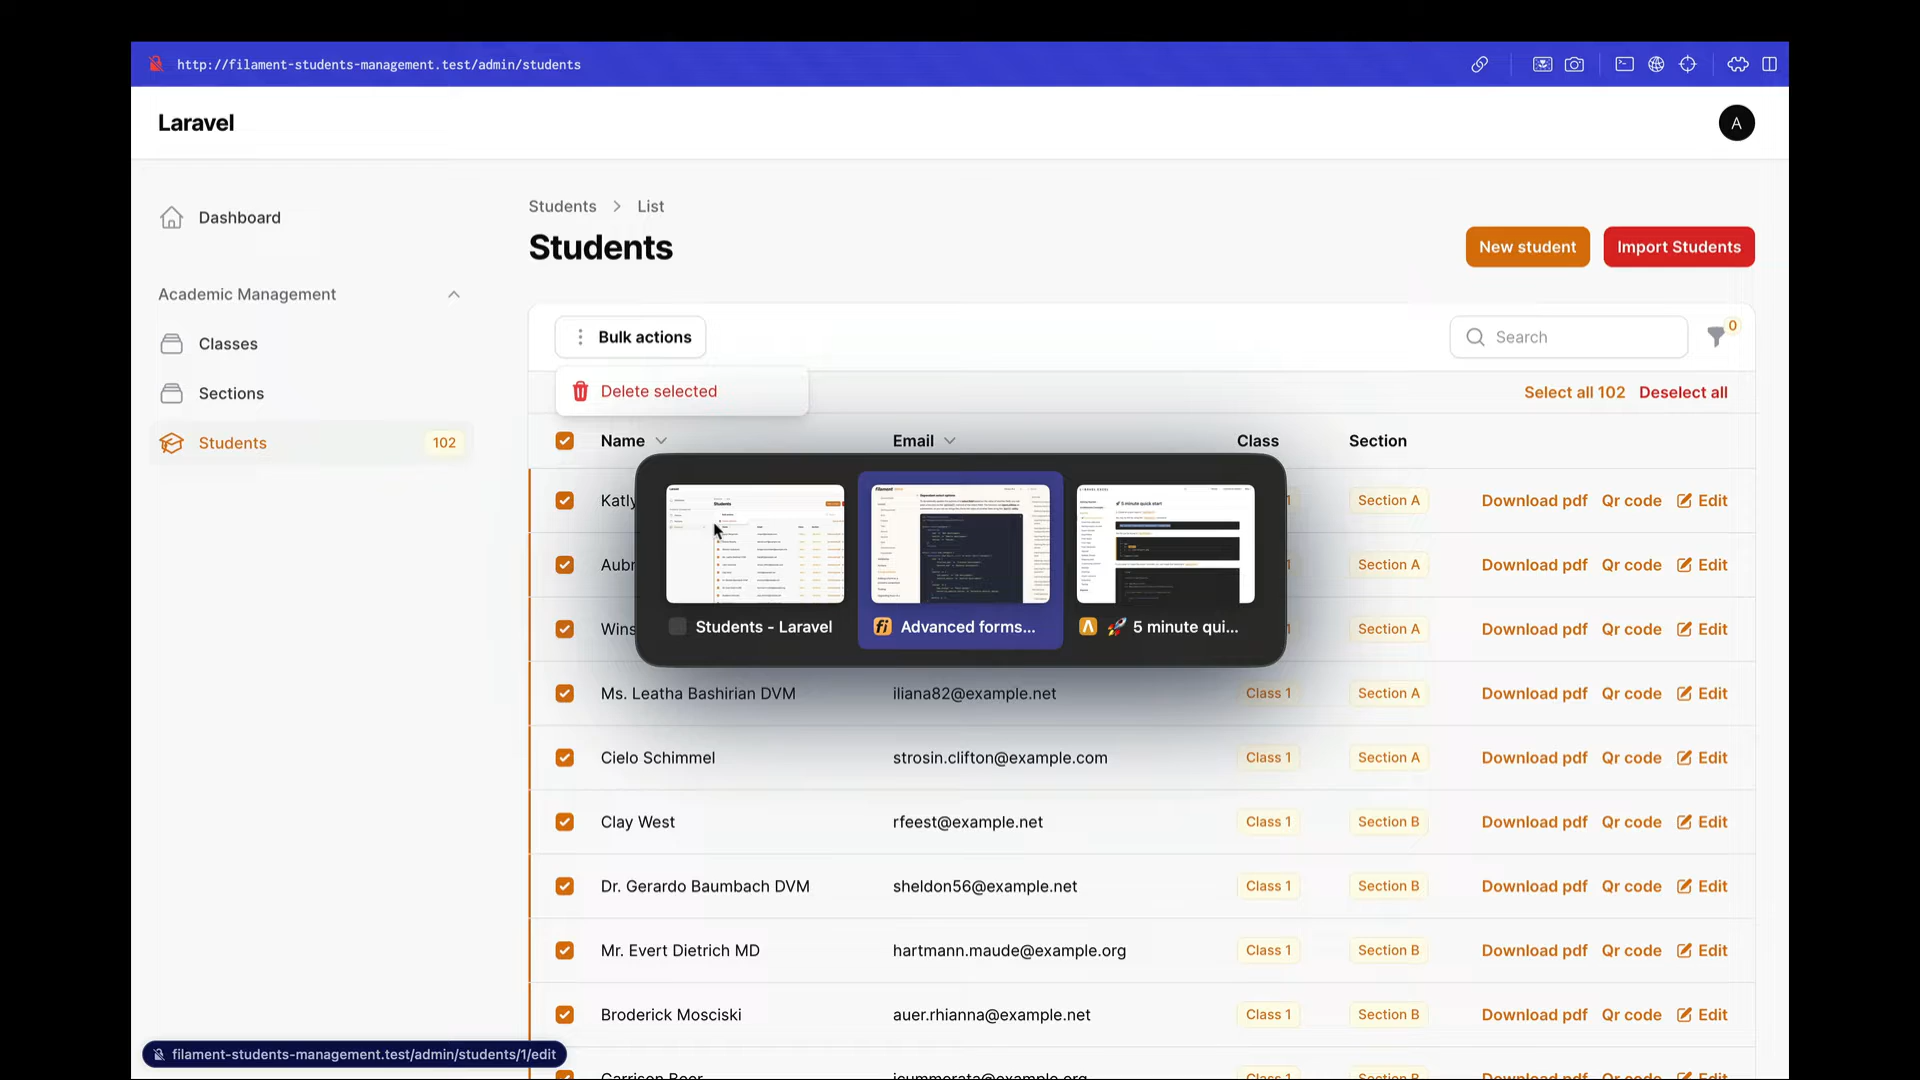 http://filament-students-management.test/admin/students
Laravel
A
Dashboard
Academic Management
Classes
Sections
Students 102
Students > List
Students
New student Import Students
Bulk actions
Search
0
Delete selected
Select all 102 Deselect all
Name Email Class Section
Katly Section A Download pdf Qr code Edit
Aubr Section A Download pdf Qr code Edit
Wins Section A Download pdf Qr code Edit
Students - Laravel
Advanced forms...
🚀 5 minute qui...
Ms. Leatha Bashirian DVM iliana82@example.net Class 1 Section A Download pdf Qr code Edit
Cielo Schimmel strosin.clifton@example.com Class 1 Section A Download pdf Qr code Edit
Clay West rfeest@example.net Class 1 Section B Download pdf Qr code Edit
Dr. Gerardo Baumbach DVM sheldon56@example.net Class 1 Section B Download pdf Qr code Edit
Mr. Evert Dietrich MD hartmann.maude@example.org Class 1 Section B Download pdf Qr code Edit
Broderick Mosciski auer.rhianna@example.net Class 1 Section B Download pdf Qr code Edit
filament-students-management.test/admin/students/1/edit